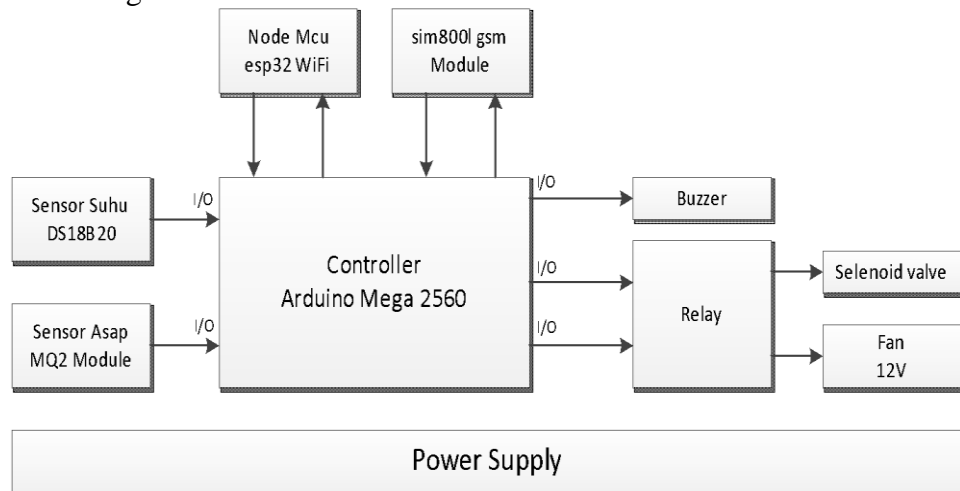 Node Mcu
esp32 WiFi
sim800l gsm
Module
Sensor Suhu
DS18B20
I/O
Sensor Asap
MQ2 Module
I/O
Controller
Arduino Mega 2560
I/O
I/O
I/O
Buzzer
Relay
Selenoid valve
Fan
12V
Power Supply